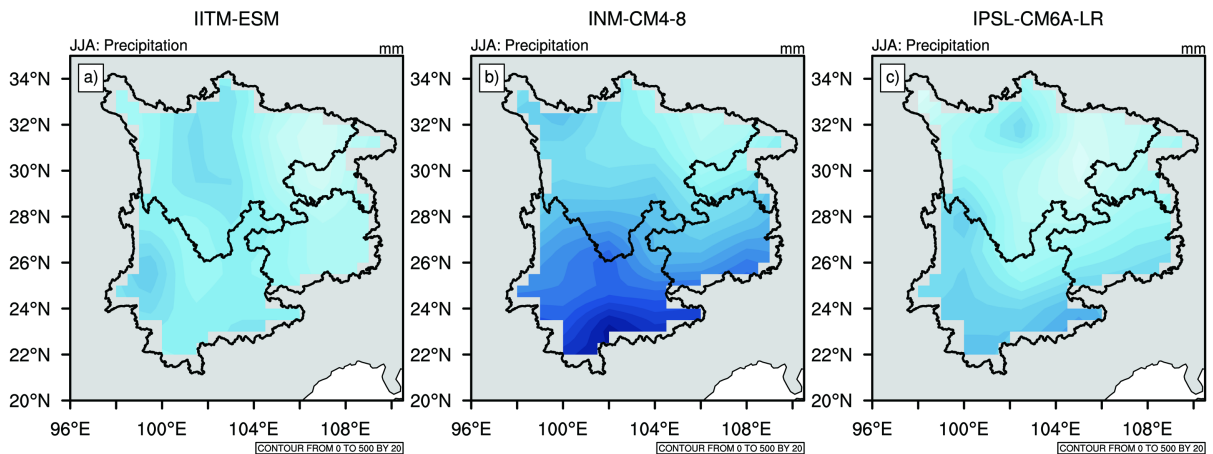 IITM-ESM
JJA: Precipitation mm
a)
34°N
32°N
30°N
28°N
26°N
24°N
22°N
20°N
96°E 100°E 104°E 108°E
CONTOUR FROM 0 TO 500 BY 20
INM-CM4-8
JJA: Precipitation mm
b)
34°N
32°N
30°N
28°N
26°N
24°N
22°N
20°N
96°E 100°E 104°E 108°E
CONTOUR FROM 0 TO 500 BY 20
IPSL-CM6A-LR
JJA: Precipitation mm
c)
34°N
32°N
30°N
28°N
26°N
24°N
22°N
20°N
96°E 100°E 104°E 108°E
CONTOUR FROM 0 TO 500 BY 20